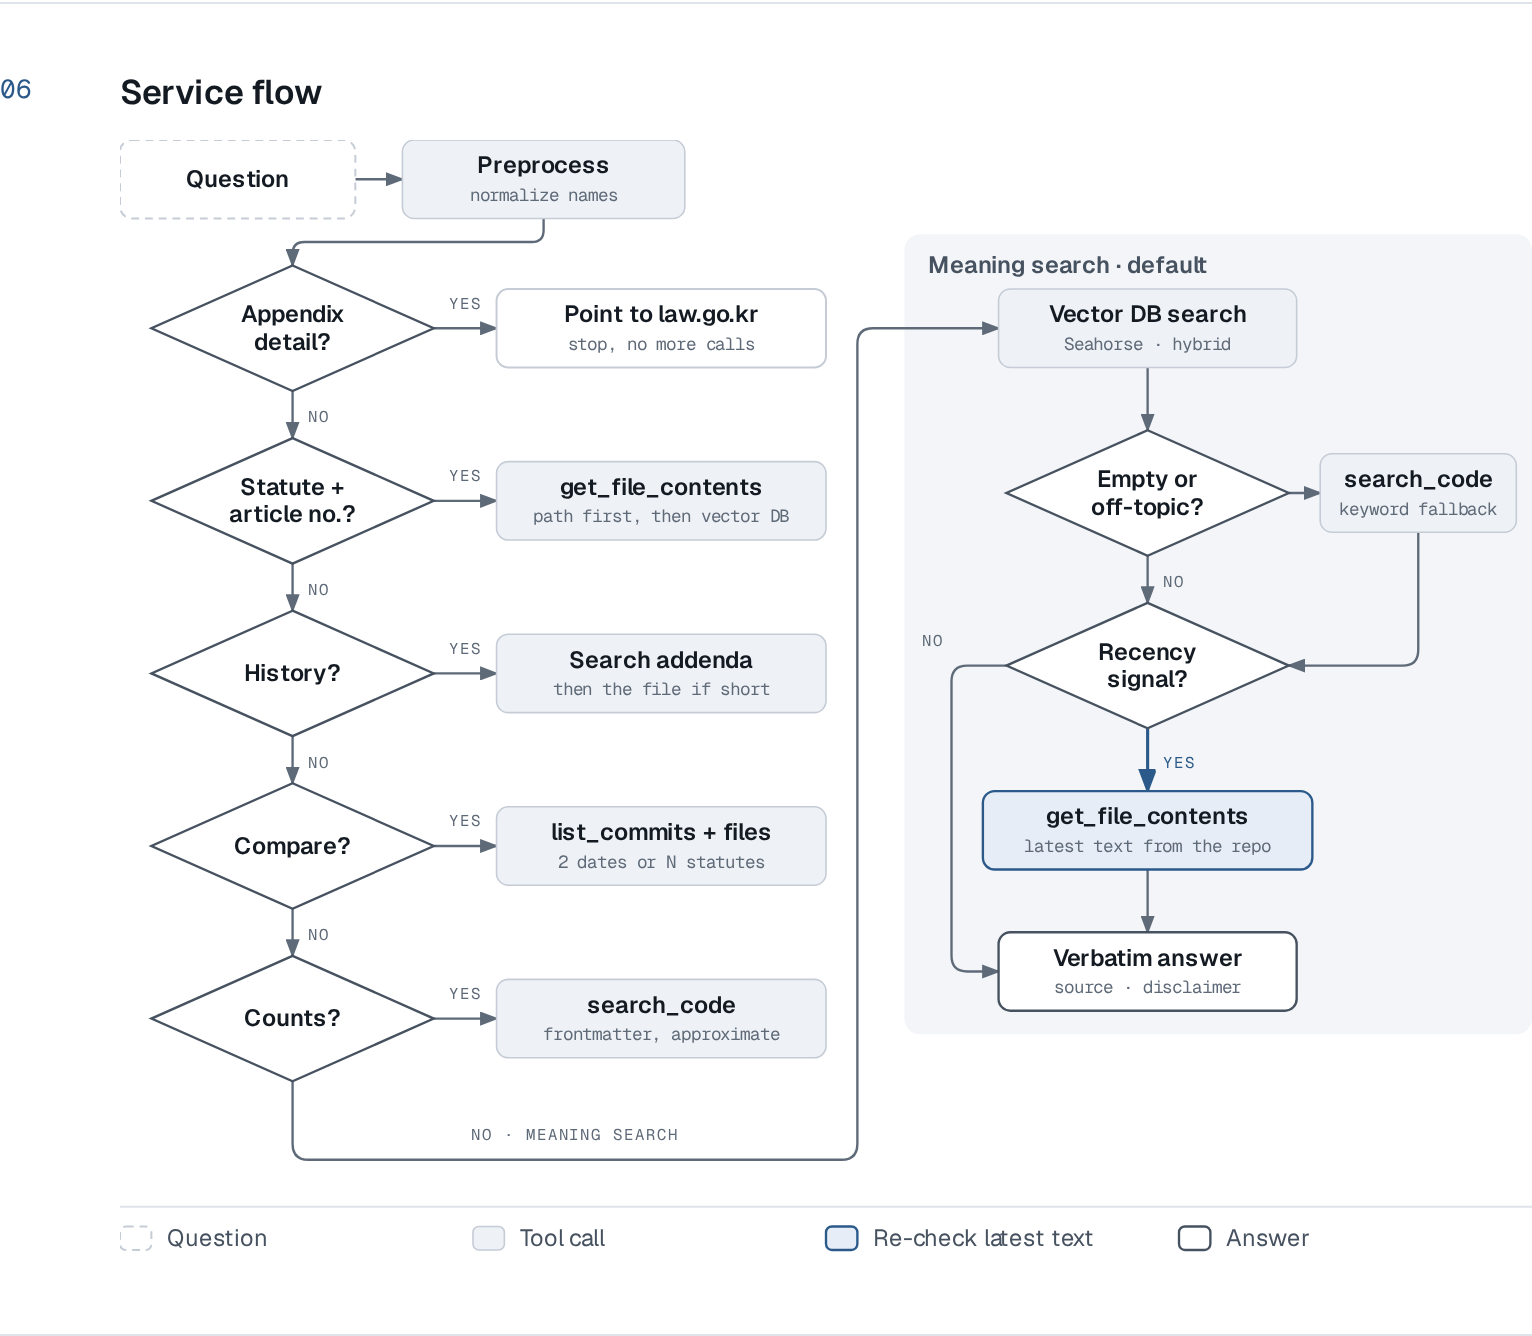 06
Service flow
Question
Preprocess
normalize names
Appendix
detail?
YES
Point to law.go.kr
stop, no more calls
NO
Statute +
article no.?
YES
get_file_contents
path first, then vector DB
NO
History?
YES
Search addenda
then the file if short
NO
Compare?
YES
list_commits + files
2 dates or N statutes
NO
Counts?
YES
search_code
frontmatter, approximate
NO · MEANING SEARCH
Meaning search · default
Vector DB search
Seahorse · hybrid
Empty or
off-topic?
search_code
keyword fallback
NO
Recency
signal?
NO
YES
get_file_contents
latest text from the repo
Verbatim answer
source · disclaimer
Question
Tool call
Re-check latest text
Answer